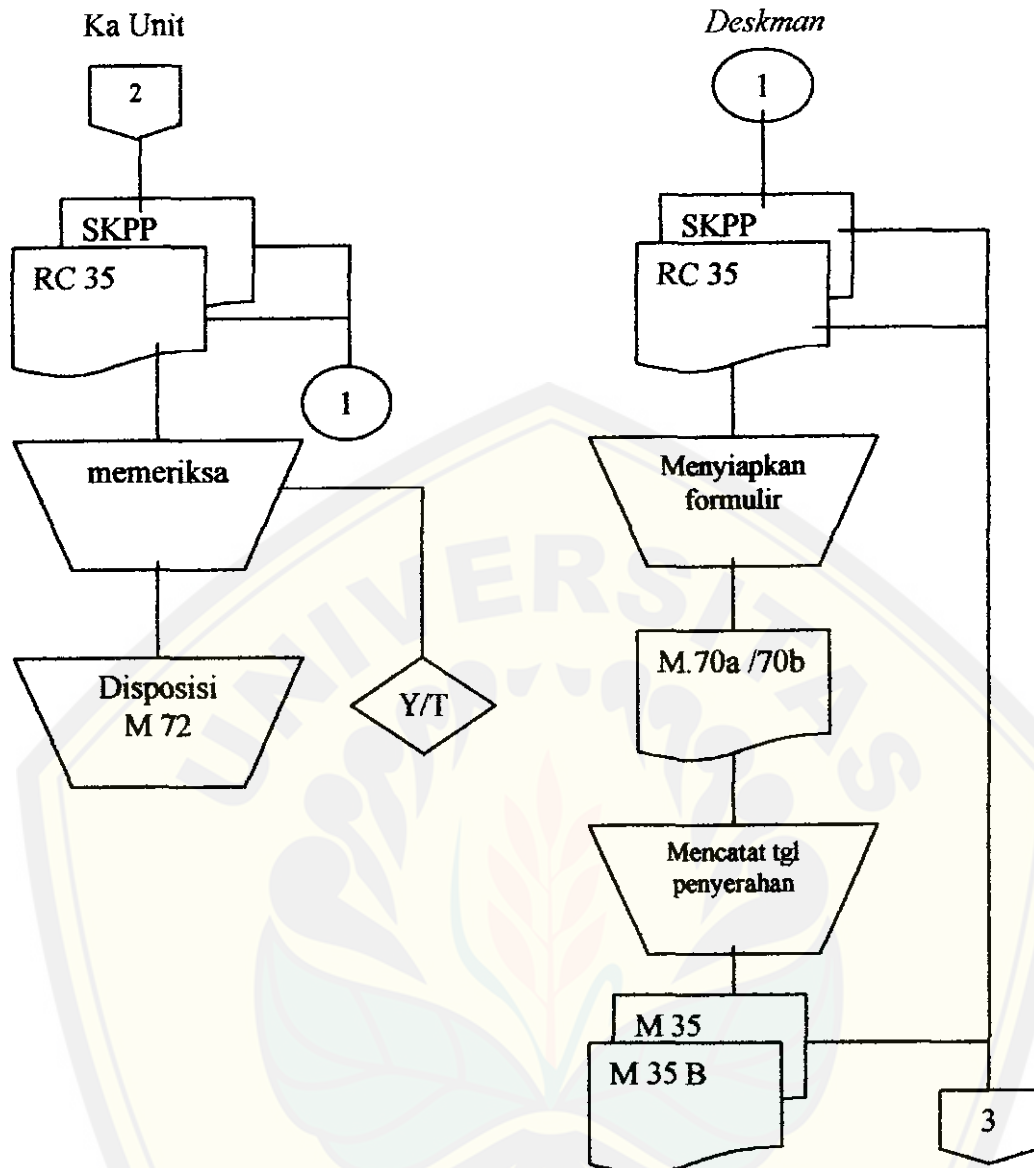 Ka Unit
2
SKPP
RC 35
1
memeriksa
Disposisi
M 72
Y/T
Deskman
1
SKPP
RC 35
Menyiapkan
formulir
M.70a /70b
Mencatat tgl
penyerahan
M 35
M 35 B
3
UNIVERSITAS